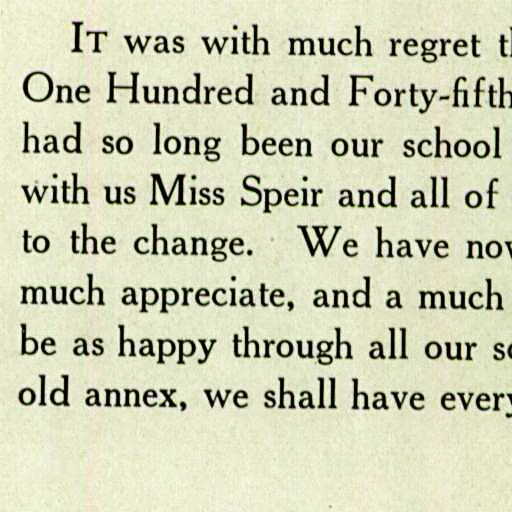 IT was with much regret th
One Hundred and Forty-fifth
had so long been our school
with us Miss Speir and all of
to the change. We have now
much appreciate, and a much
be as happy through all our sc
old annex, we shall have every